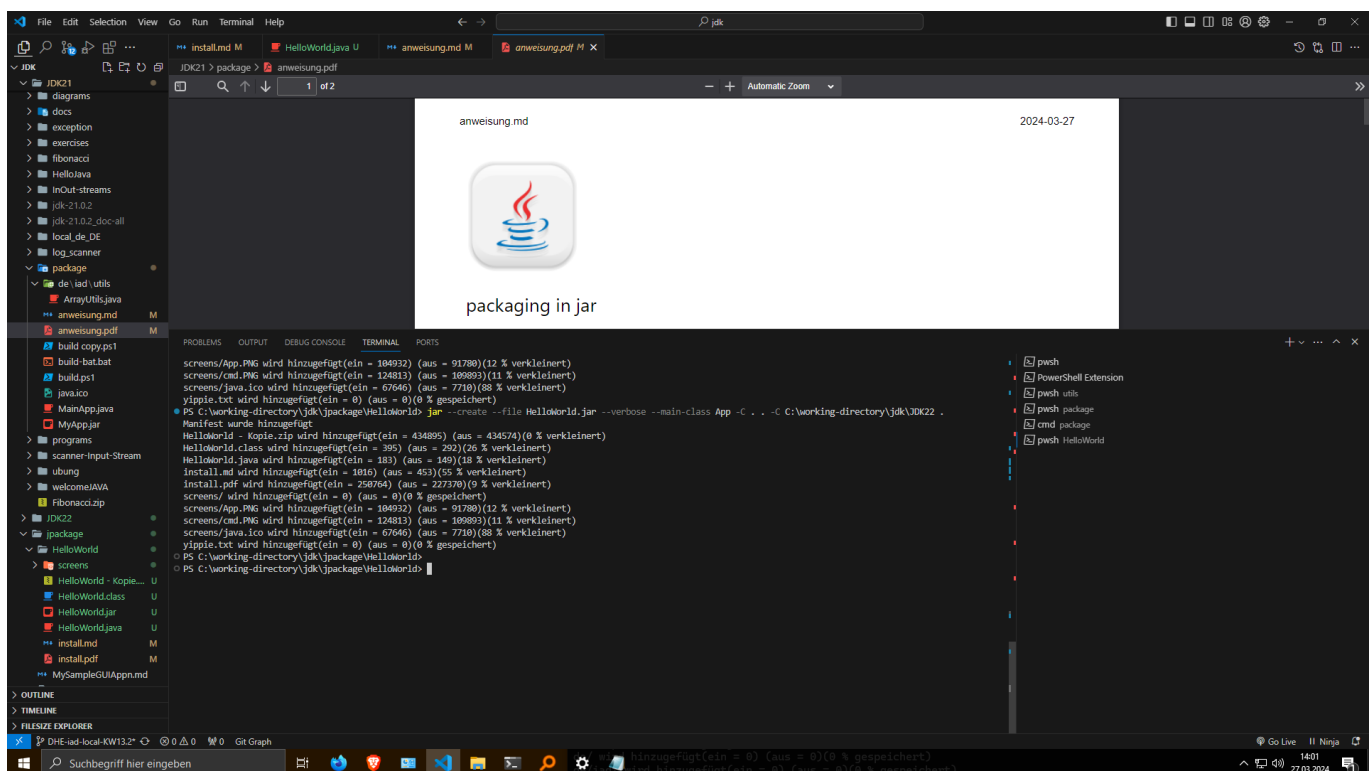 File Edit Selection View Go Run Terminal Help
jdk
install.md M HelloWorld.java U anweisung.md M anweisung.pdf M
JDK
JDK21 > package > anweisung.pdf
1 of 2
Automatic Zoom
JDK21
diagrams
docs
exception
exercises
fibonacci
HelloJava
InOut-streams
jdk-21.0.2
jdk-21.0.2_doc-all
local_de_DE
log_scanner
package
de\iad\utils
ArrayUtils.java
anweisung.md M
anweisung.pdf M
build copy.ps1
build-bat.bat
build.ps1
java.ico
MainApp.java
MyApp.jar
programs
scanner-Input-Stream
ubung
welcomeJAVA
Fibonacci.zip
JDK22
jpackage
HelloWorld
screens
HelloWorld - Kopie.... U
HelloWorld.class U
HelloWorld.jar U
HelloWorld.java U
install.md M
install.pdf M
MySampleGUIAppn.md
OUTLINE
TIMELINE
FILESIZE EXPLORER
anweisung.md 2024-03-27
packaging in jar
PROBLEMS OUTPUT DEBUG CONSOLE TERMINAL PORTS
screens/App.PNG wird hinzugefügt(ein = 104932) (aus = 91780)(12 % verkleinert)
screens/cmd.PNG wird hinzugefügt(ein = 124813) (aus = 109893)(11 % verkleinert)
screens/java.ico wird hinzugefügt(ein = 67646) (aus = 7710)(88 % verkleinert)
yippie.txt wird hinzugefügt(ein = 0) (aus = 0)(0 % gespeichert)
PS C:\working-directory\jdk\jpackage\HelloWorld> jar --create --file HelloWorld.jar --verbose --main-class App -C . . -C C:\working-directory\jdk\JDK22 .
Manifest wurde hinzugefügt
HelloWorld - Kopie.zip wird hinzugefügt(ein = 434895) (aus = 434574)(0 % verkleinert)
HelloWorld.class wird hinzugefügt(ein = 395) (aus = 292)(26 % verkleinert)
HelloWorld.java wird hinzugefügt(ein = 183) (aus = 149)(18 % verkleinert)
install.md wird hinzugefügt(ein = 1016) (aus = 453)(55 % verkleinert)
install.pdf wird hinzugefügt(ein = 250764) (aus = 227370)(9 % verkleinert)
screens/ wird hinzugefügt(ein = 0) (aus = 0)(0 % gespeichert)
screens/App.PNG wird hinzugefügt(ein = 104932) (aus = 91780)(12 % verkleinert)
screens/cmd.PNG wird hinzugefügt(ein = 124813) (aus = 109893)(11 % verkleinert)
screens/java.ico wird hinzugefügt(ein = 67646) (aus = 7710)(88 % verkleinert)
yippie.txt wird hinzugefügt(ein = 0) (aus = 0)(0 % gespeichert)
PS C:\working-directory\jdk\jpackage\HelloWorld>
PS C:\working-directory\jdk\jpackage\HelloWorld>
pwsh
PowerShell Extension
pwsh utils
pwsh package
cmd package
pwsh HelloWorld
DHE-iad-local-KW13.2* 0 0 0 Git Graph
Go Live Ninja
Suchbegriff hier eingeben
wird hinzugefügt(ein = 0) (aus = 0)(0 % gespeichert)
14:01
27.03.2024